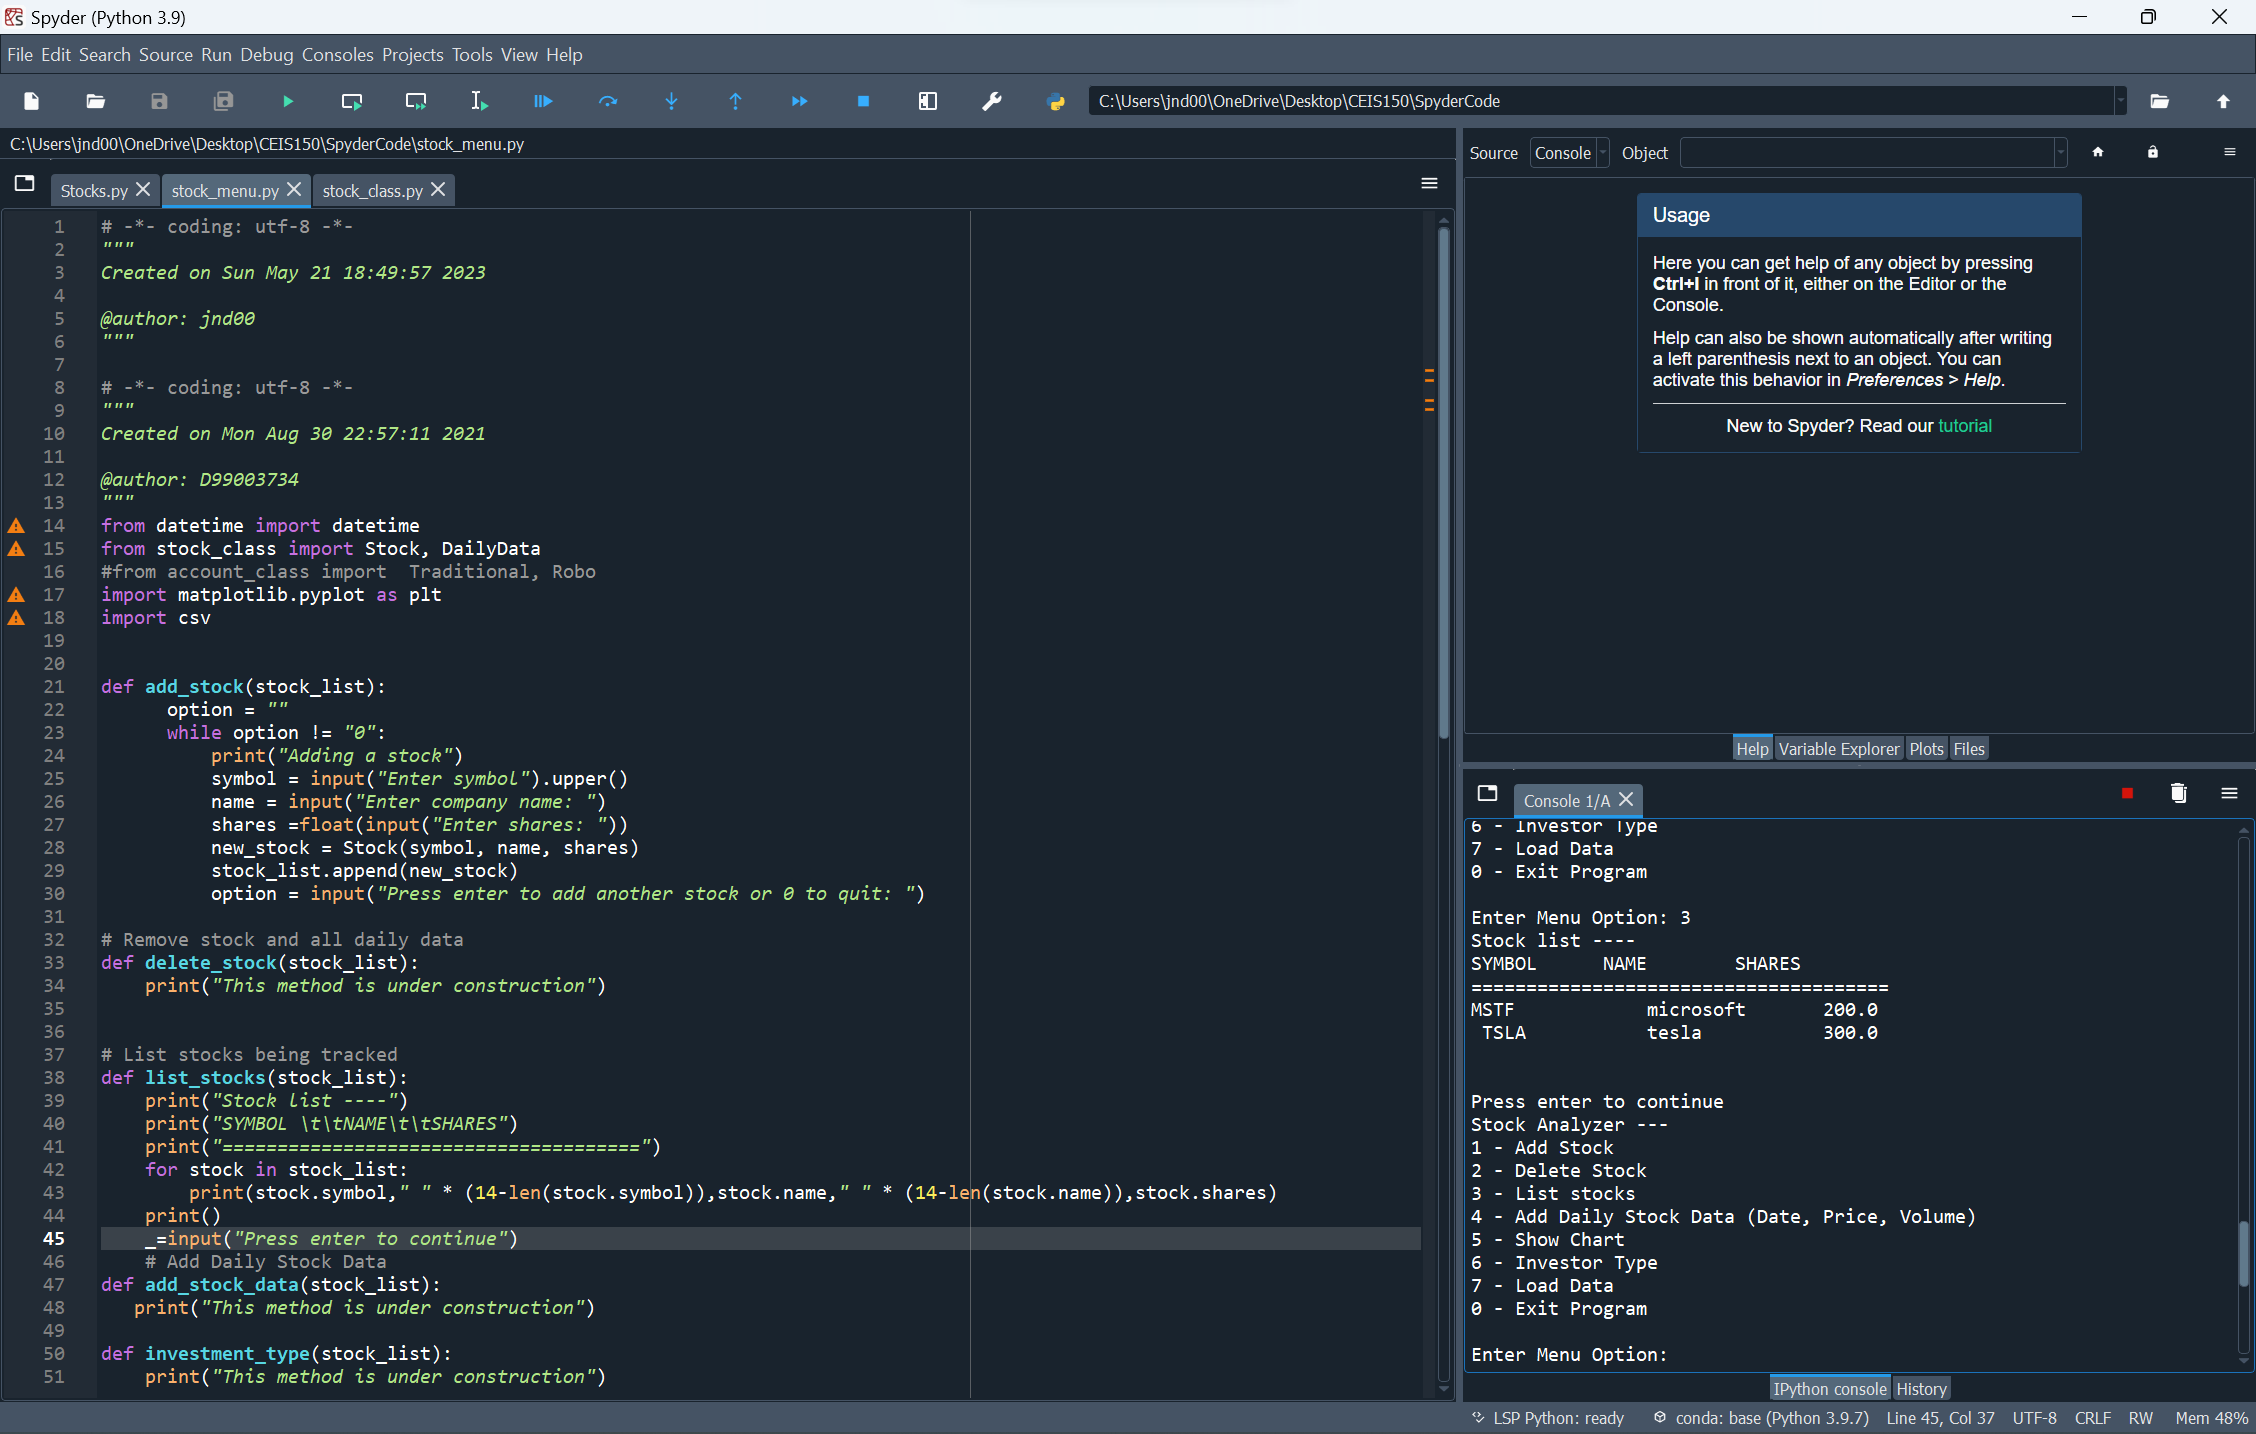 Spyder (Python 3.9)
File Edit Search Source Run Debug Consoles Projects Tools View Help
C:\Users\jnd00\OneDrive\Desktop\CEIS150\SpyderCode
C:\Users\jnd00\OneDrive\Desktop\CEIS150\SpyderCode\stock_menu.py
Stocks.py stock_menu.py stock_class.py
1 # -*- coding: utf-8 -*-
2 """
3 Created on Sun May 21 18:49:57 2023
4
5 @author: jnd00
6 """
7
8 # -*- coding: utf-8 -*-
9 """
10 Created on Mon Aug 30 22:57:11 2021
11
12 @author: D99003734
13 """
14 from datetime import datetime
15 from stock_class import Stock, DailyData
16 #from account_class import  Traditional, Robo
17 import matplotlib.pyplot as plt
18 import csv
19
20
21 def add_stock(stock_list):
22       option = ""
23       while option != "0":
24           print("Adding a stock")
25           symbol = input("Enter symbol").upper()
26           name = input("Enter company name: ")
27           shares =float(input("Enter shares: "))
28           new_stock = Stock(symbol, name, shares)
29           stock_list.append(new_stock)
30           option = input("Press enter to add another stock or 0 to quit: ")
31
32 # Remove stock and all daily data
33 def delete_stock(stock_list):
34     print("This method is under construction")
35
36
37 # List stocks being tracked
38 def list_stocks(stock_list):
39     print("Stock list ----")
40     print("SYMBOL \t\tNAME\t\tSHARES")
41     print("======================================")
42     for stock in stock_list:
43         print(stock.symbol," " * (14-len(stock.symbol)),stock.name," " * (14-len(stock.name)),stock.shares)
44     print()
45     _=input("Press enter to continue")
46     # Add Daily Stock Data
47 def add_stock_data(stock_list):
48    print("This method is under construction")
49
50 def investment_type(stock_list):
51     print("This method is under construction")
Source Console Object
Usage
Here you can get help of any object by pressing
Ctrl+I in front of it, either on the Editor or the
Console.
Help can also be shown automatically after writing
a left parenthesis next to an object. You can
activate this behavior in Preferences > Help.
New to Spyder? Read our tutorial
Help Variable Explorer Plots Files
Console 1/A
6 - Investor Type
7 - Load Data
0 - Exit Program
Enter Menu Option: 3
Stock list ----
SYMBOL      NAME        SHARES
======================================
MSTF            microsoft       200.0
 TSLA           tesla           300.0
Press enter to continue
Stock Analyzer ---
1 - Add Stock
2 - Delete Stock
3 - List stocks
4 - Add Daily Stock Data (Date, Price, Volume)
5 - Show Chart
6 - Investor Type
7 - Load Data
0 - Exit Program
Enter Menu Option:
IPython console History
LSP Python: ready conda: base (Python 3.9.7) Line 45, Col 37 UTF-8 CRLF RW Mem 48%